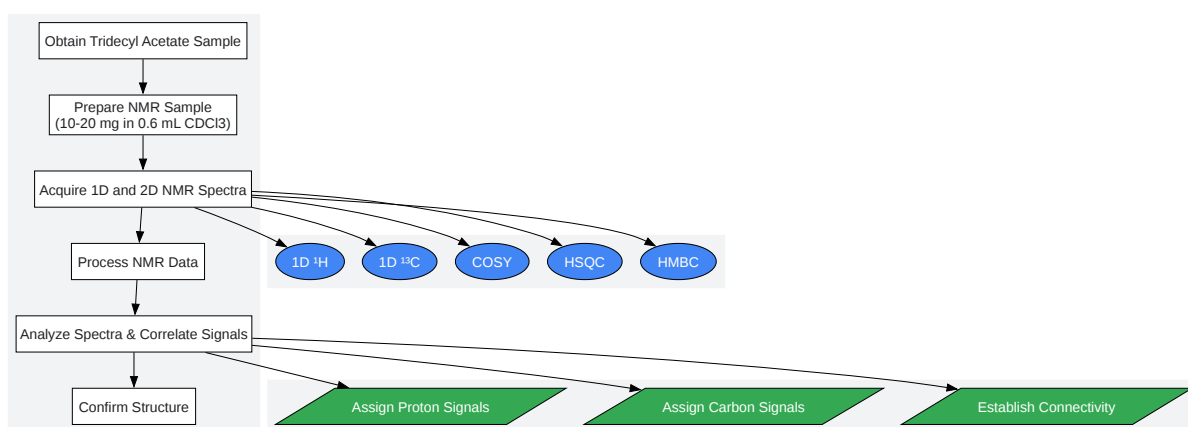 Obtain Tridecyl Acetate Sample
Prepare NMR Sample
(10-20 mg in 0.6 mL CDCl3)
Acquire 1D and 2D NMR Spectra
Process NMR Data
1D ¹H
1D ¹³C
COSY
HSQC
HMBC
Analyze Spectra & Correlate Signals
Confirm Structure
Assign Proton Signals
Assign Carbon Signals
Establish Connectivity